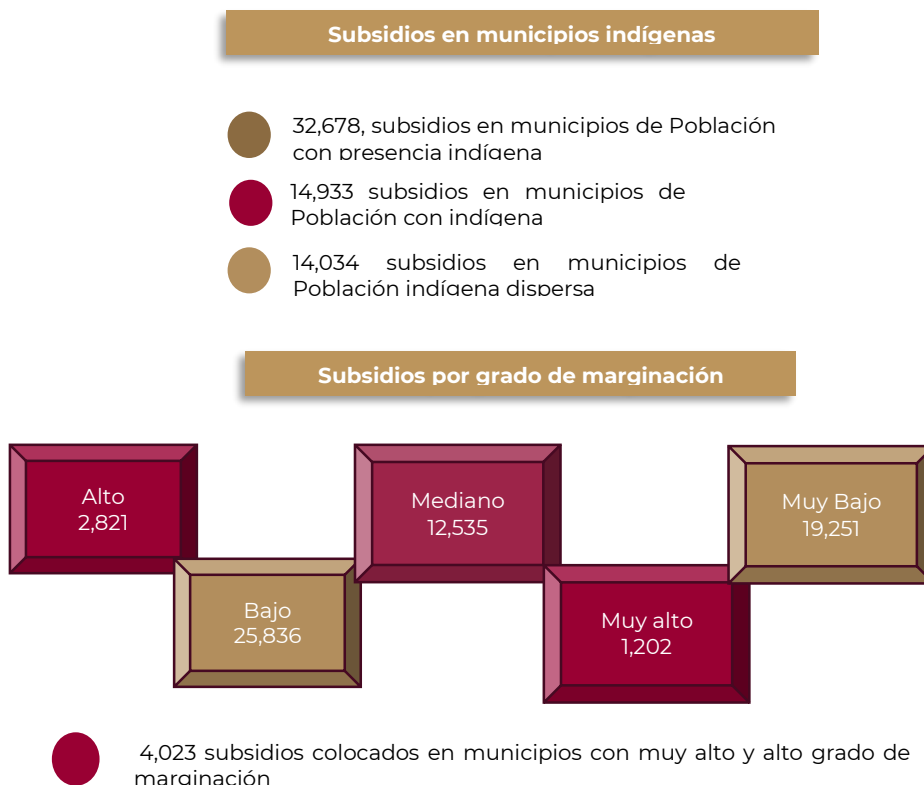 Subsidios en municipios indígenas
32,678, subsidios en municipios de Población
con presencia indígena
14,933 subsidios en municipios de
Población con indígena
14,034 subsidios en municipios de
Población indígena dispersa
Subsidios por grado de marginación
Alto
2,821
Bajo
25,836
Mediano
12,535
Muy alto
1,202
Muy Bajo
19,251
4,023 subsidios colocados en municipios con muy alto y alto grado de
marginación